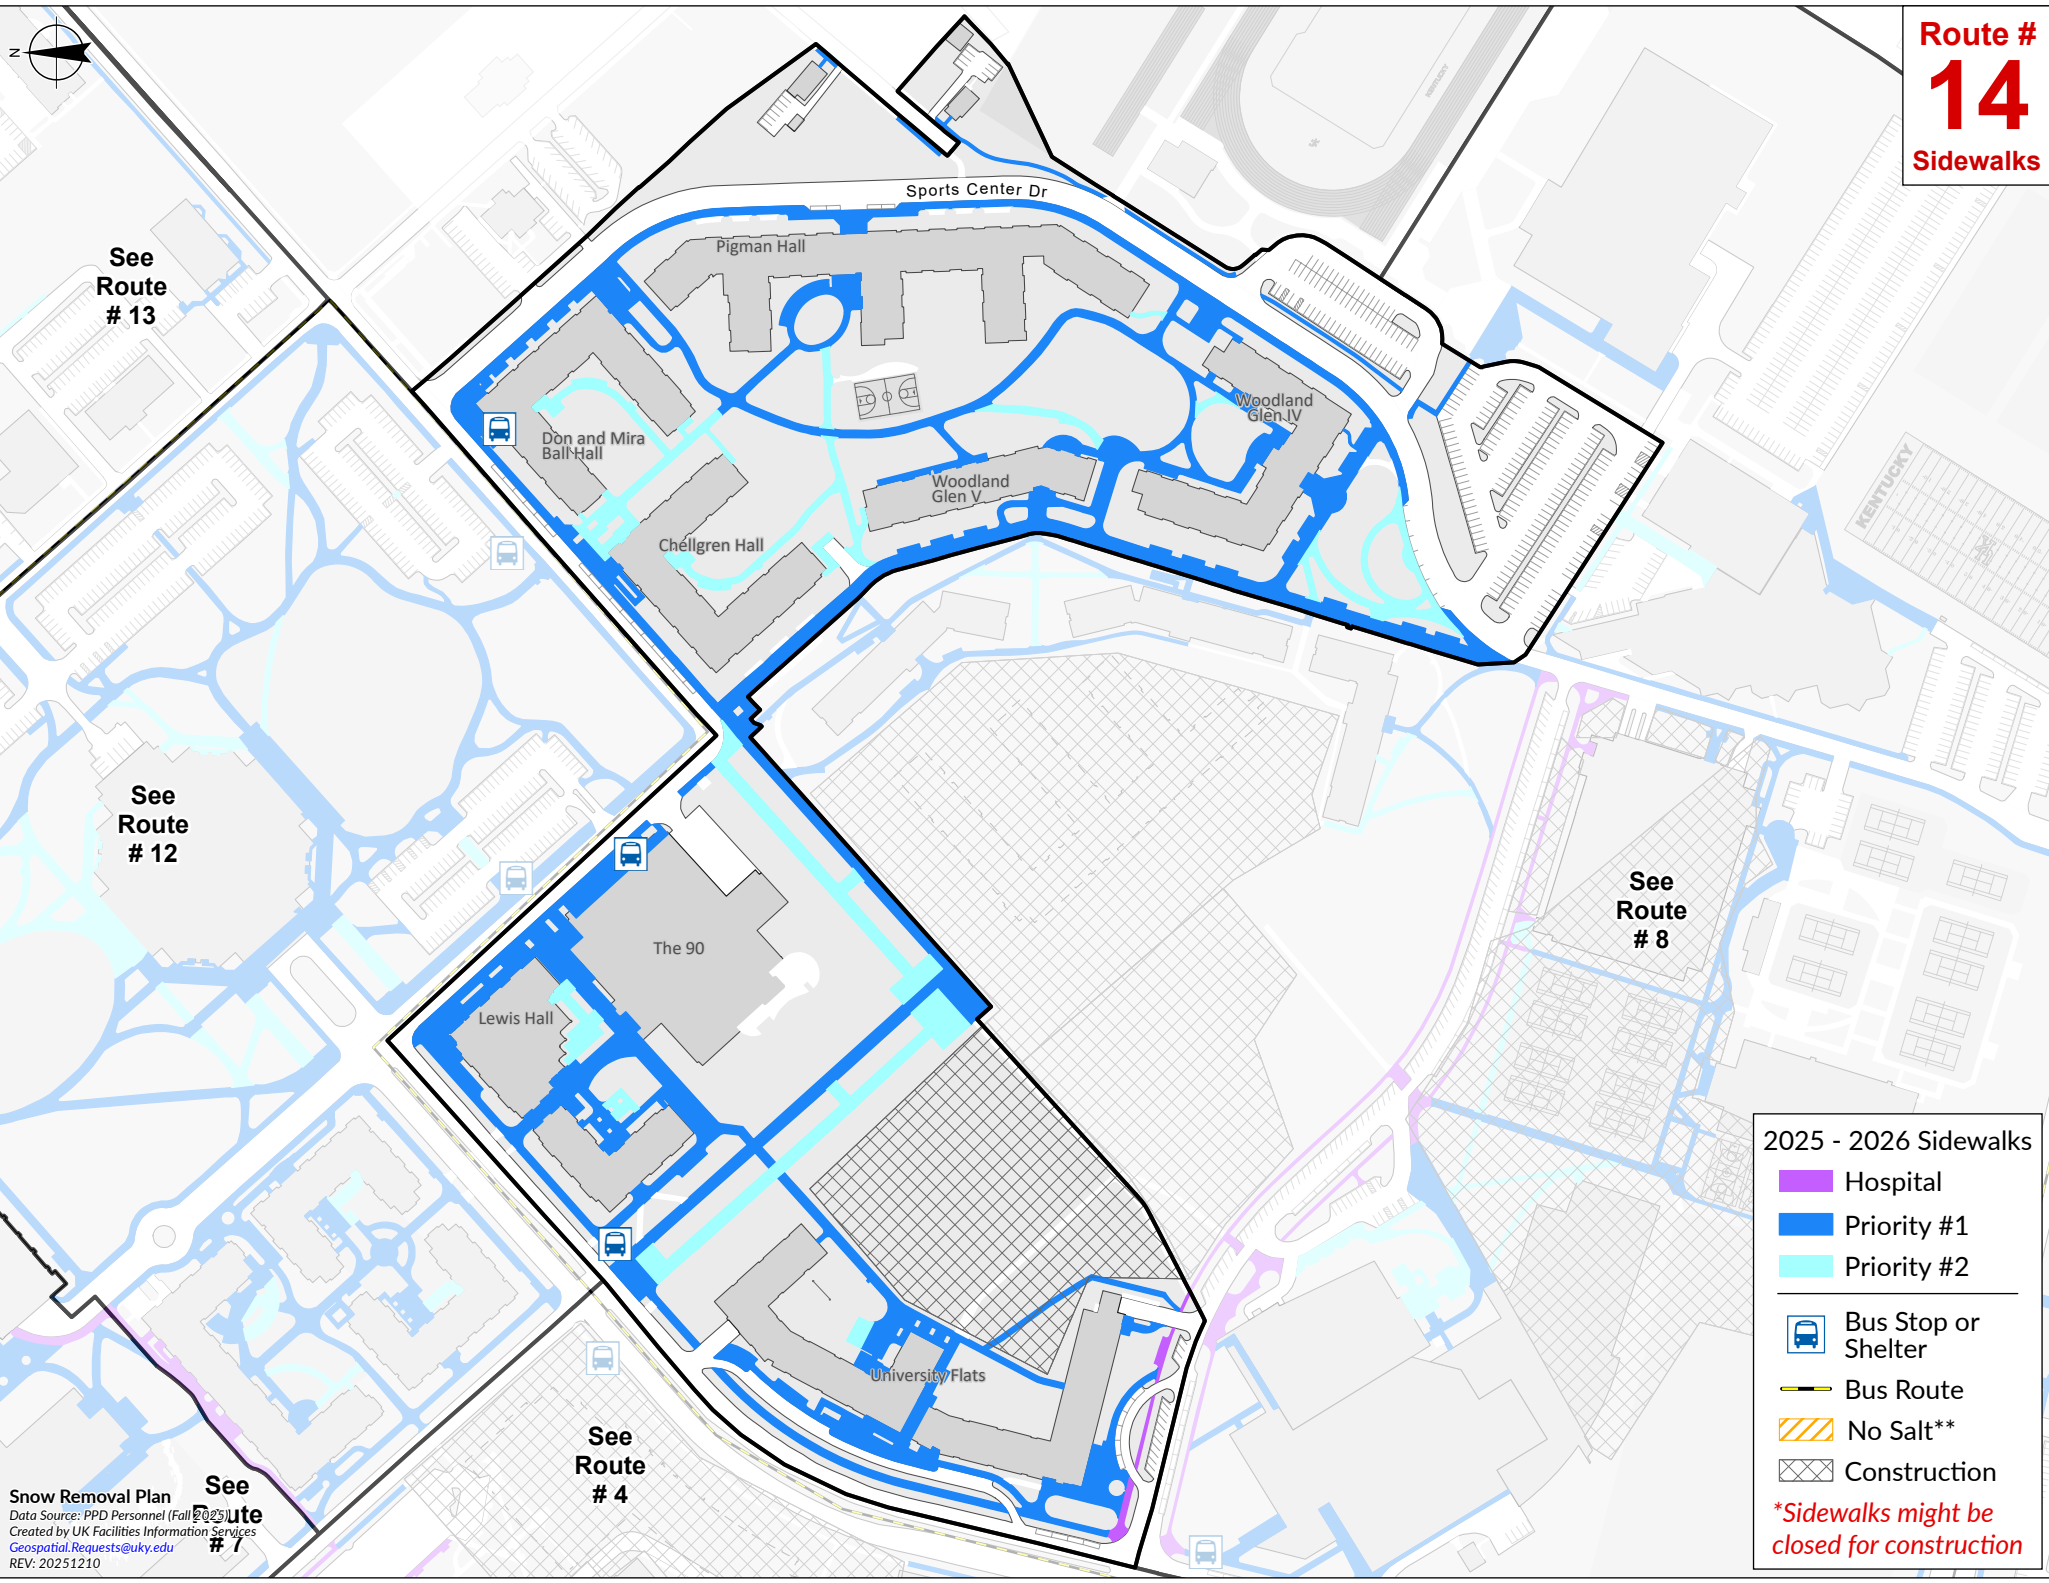 N
Route #
14
Sidewalks
KENTUCKY
Sports Center Dr
Pigman Hall
See
Route
# 13
Woodland
Glen IV
Don and Mira
Ball Hall
Woodland
Glen V
KENTUCKY
Chellgren Hall
See
Route
# 12
See
Route
# 8
The 90
Lewis Hall
University Flats
See
Route
# 4
See
Route
# 7
2025 - 2026 Sidewalks
Hospital
Priority #1
Priority #2
Bus Stop or
Shelter
Bus Route
No Salt**
Construction
*Sidewalks might be
closed for construction
Snow Removal Plan
Data Source: PPD Personnel (Fall 2025)
Created by UK Facilities Information Services
Geospatial.Requests@uky.edu
REV: 20251210